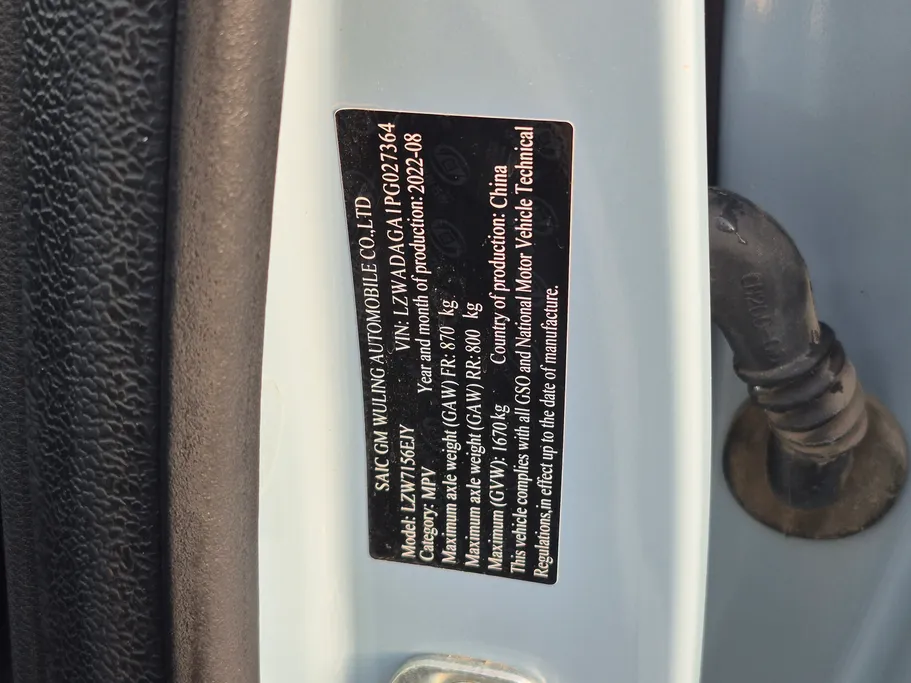 SAIC GM WULING AUTOMOBILE CO.,LTD
Model: LZW7156EJY VIN: LZWADAGA1PG027364
Category: MPV Year and month of production: 2022-08
Maximum axle weight (GAW) FR: 870 kg
Maximum axle weight (GAW) RR: 800 kg
Maximum (GVW): 1670kg Country of production: China
This vehicle complies with all GSO and National Motor Vehicle Technical
Regulations,in effect up to the date of manufacture.